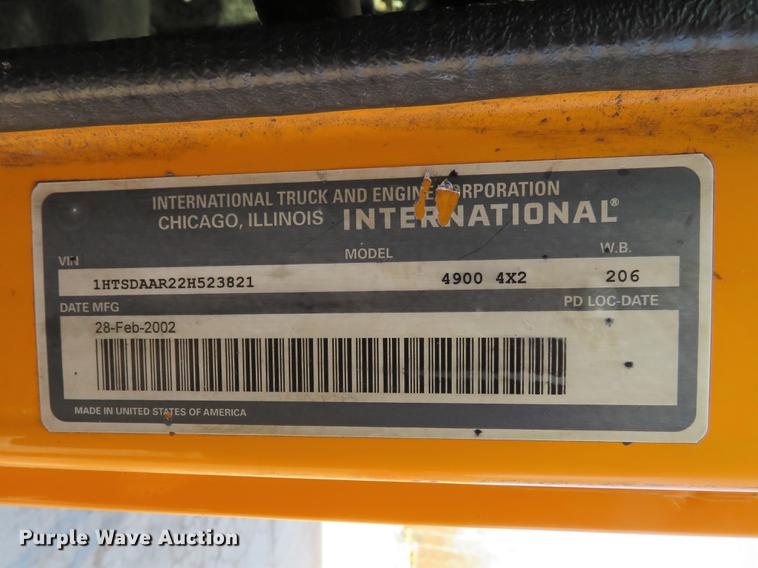 INTERNATIONAL TRUCK AND ENGINE CORPORATION
CHICAGO, ILLINOIS INTERNATIONAL®
VIN MODEL W.B.
1HTSDAAR22H523821 4900 4X2 206
DATE MFG PD LOC-DATE
28-Feb-2002
MADE IN UNITED STATES OF AMERICA
Purple Wave Auction